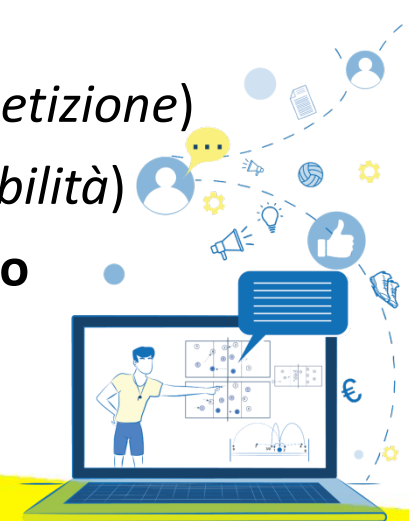 etizione)
bilità)
o
€